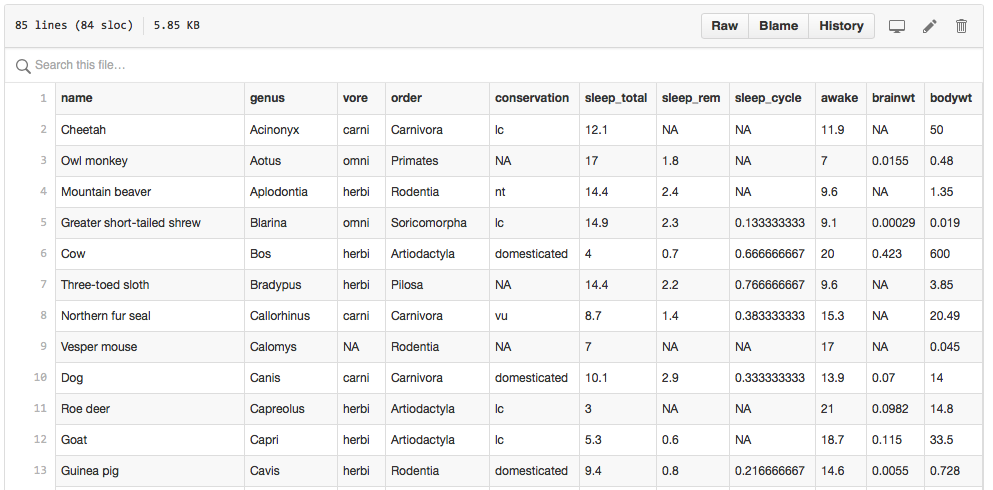 85 lines (84 sloc) 5.85 KB Raw Blame History
Search this file…
1 name genus vore order conservation sleep_total sleep_rem sleep_cycle awake brainwt bodywt
2 Cheetah Acinonyx carni Carnivora lc 12.1 NA NA 11.9 NA 50
3 Owl monkey Aotus omni Primates NA 17 1.8 NA 7 0.0155 0.48
4 Mountain beaver Aplodontia herbi Rodentia nt 14.4 2.4 NA 9.6 NA 1.35
5 Greater short-tailed shrew Blarina omni Soricomorpha lc 14.9 2.3 0.133333333 9.1 0.00029 0.019
6 Cow Bos herbi Artiodactyla domesticated 4 0.7 0.666666667 20 0.423 600
7 Three-toed sloth Bradypus herbi Pilosa NA 14.4 2.2 0.766666667 9.6 NA 3.85
8 Northern fur seal Callorhinus carni Carnivora vu 8.7 1.4 0.383333333 15.3 NA 20.49
9 Vesper mouse Calomys NA Rodentia NA 7 NA NA 17 NA 0.045
10 Dog Canis carni Carnivora domesticated 10.1 2.9 0.333333333 13.9 0.07 14
11 Roe deer Capreolus herbi Artiodactyla lc 3 NA NA 21 0.0982 14.8
12 Goat Capri herbi Artiodactyla lc 5.3 0.6 NA 18.7 0.115 33.5
13 Guinea pig Cavis herbi Rodentia domesticated 9.4 0.8 0.216666667 14.6 0.0055 0.728